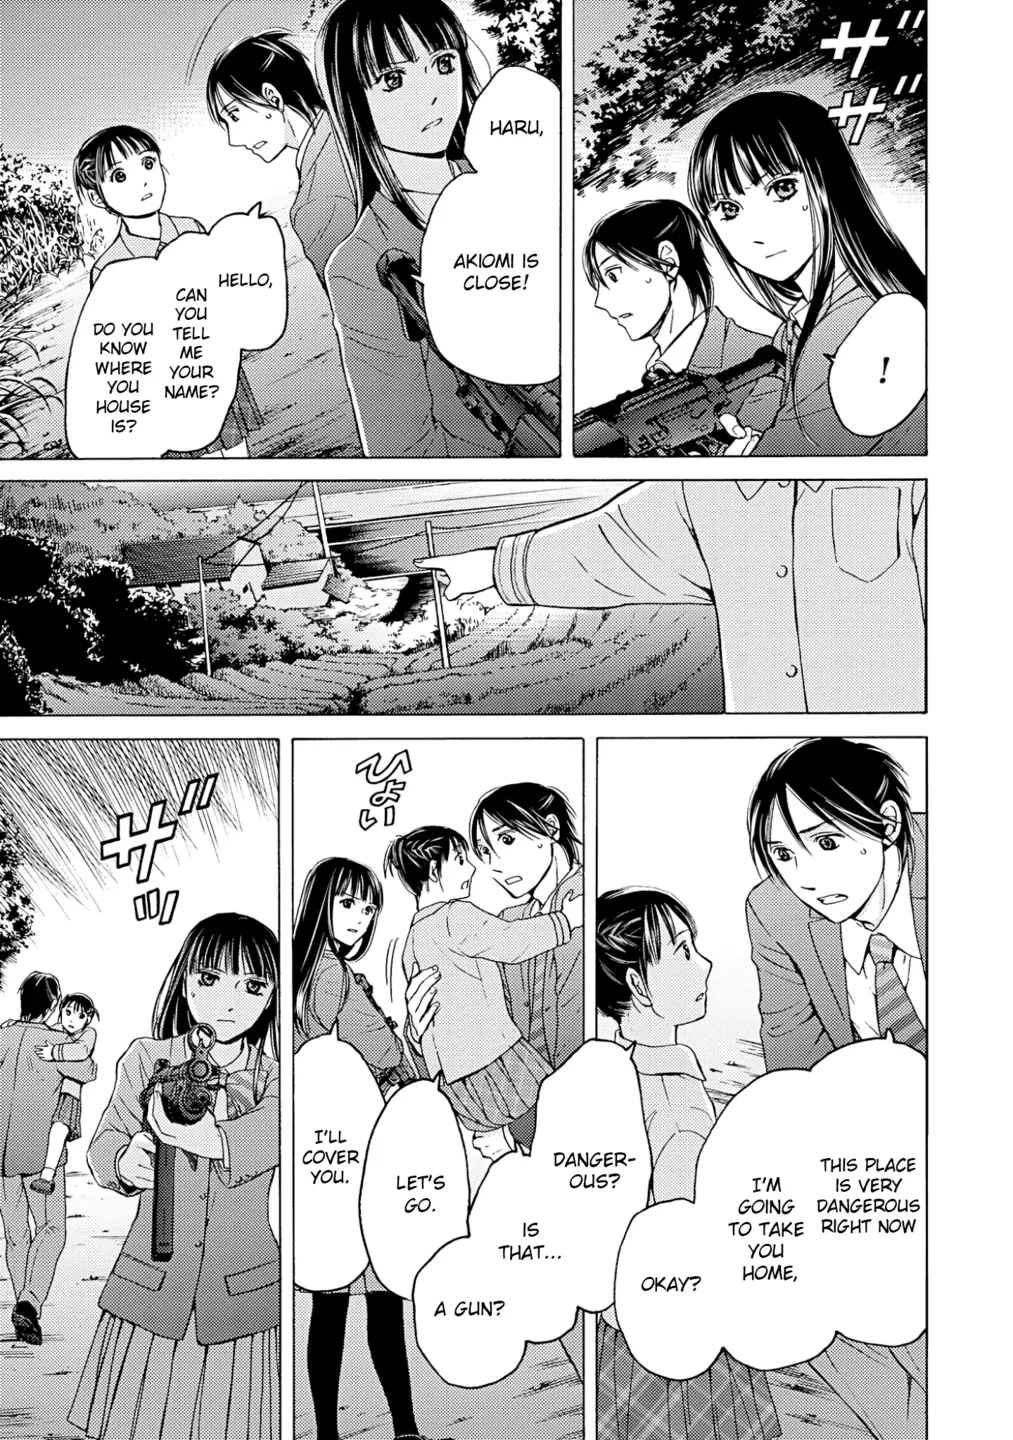 ザ
ザ
!
HARU,
AKIOMI IS
CLOSE!
HELLO,
CAN
YOU
TELL
ME
YOUR
NAME?
DO YOU
KNOW
WHERE
YOU
HOUSE
IS?
THIS PLACE
IS VERY
DANGEROUS
RIGHT NOW
I'M
GOING
TO TAKE
YOU
HOME,
OKAY?
ひょい
DANGER-
OUS?
IS
THAT...
A GUN?
LET'S
GO.
I'LL
COVER
YOU.
ザッ